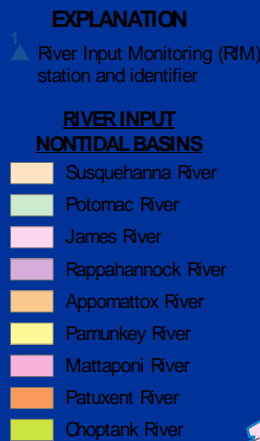 EXPLANATION
1
River Input Monitoring (RIM)
station and identifier
RIVER INPUT
NONTIDAL BASINS
Susquehanna River
Potomac River
James River
Rappahannock River
Appomattox River
Pamunkey River
Mattaponi River
Patuxent River
Choptank River